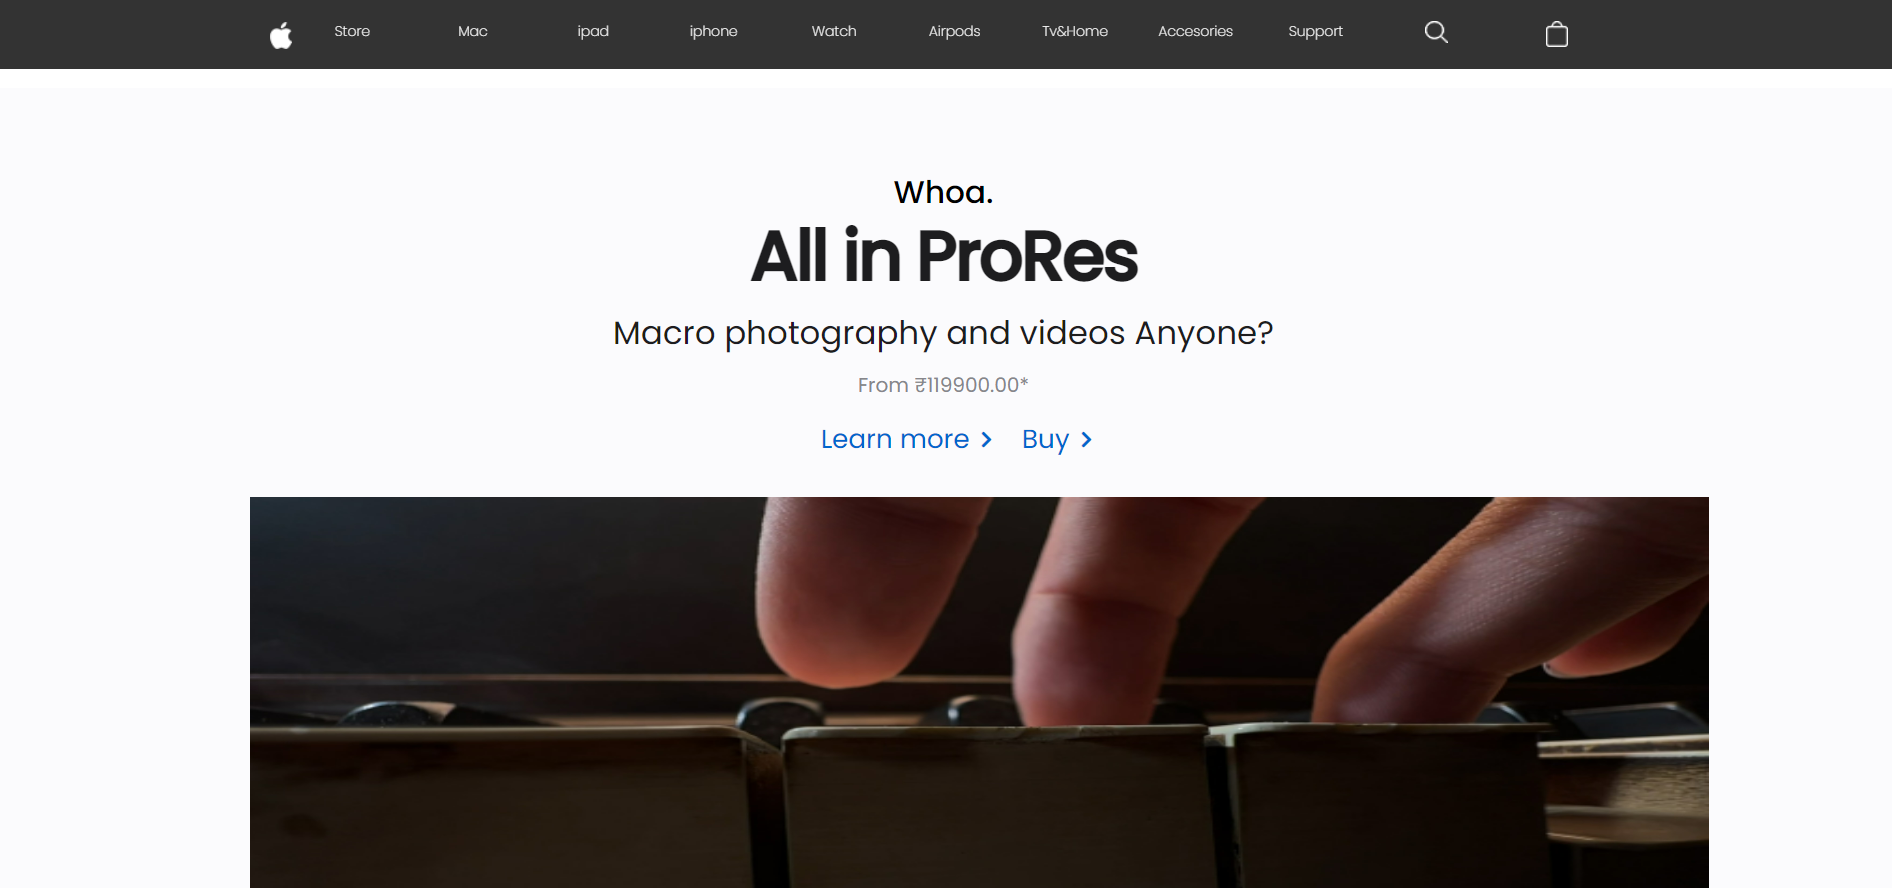 Store Mac ipad iphone Watch Airpods Tv&Home Accesories Support
Whoa.
All in ProRes
Macro photography and videos Anyone?
From ₹119900.00*
Learn more Buy